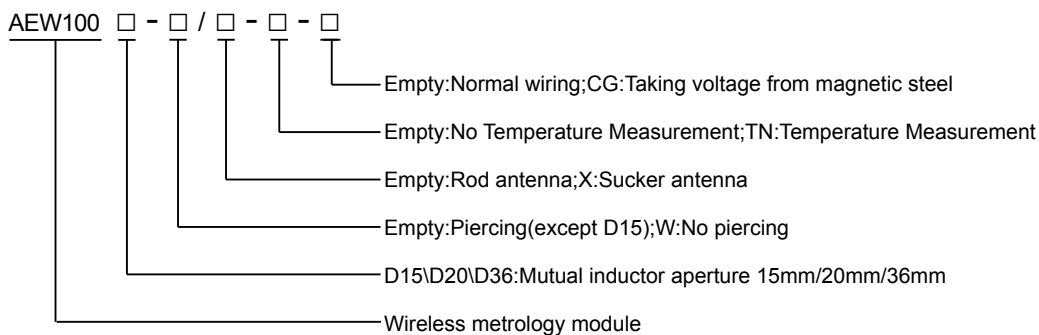 AEW100 □ - □ / □ - □ - □
Empty:Normal wiring;CG:Taking voltage from magnetic steel
Empty:No Temperature Measurement;TN:Temperature Measurement
Empty:Rod antenna;X:Sucker antenna
Empty:Piercing(except D15);W:No piercing
D15\D20\D36:Mutual inductor aperture 15mm/20mm/36mm
Wireless metrology module